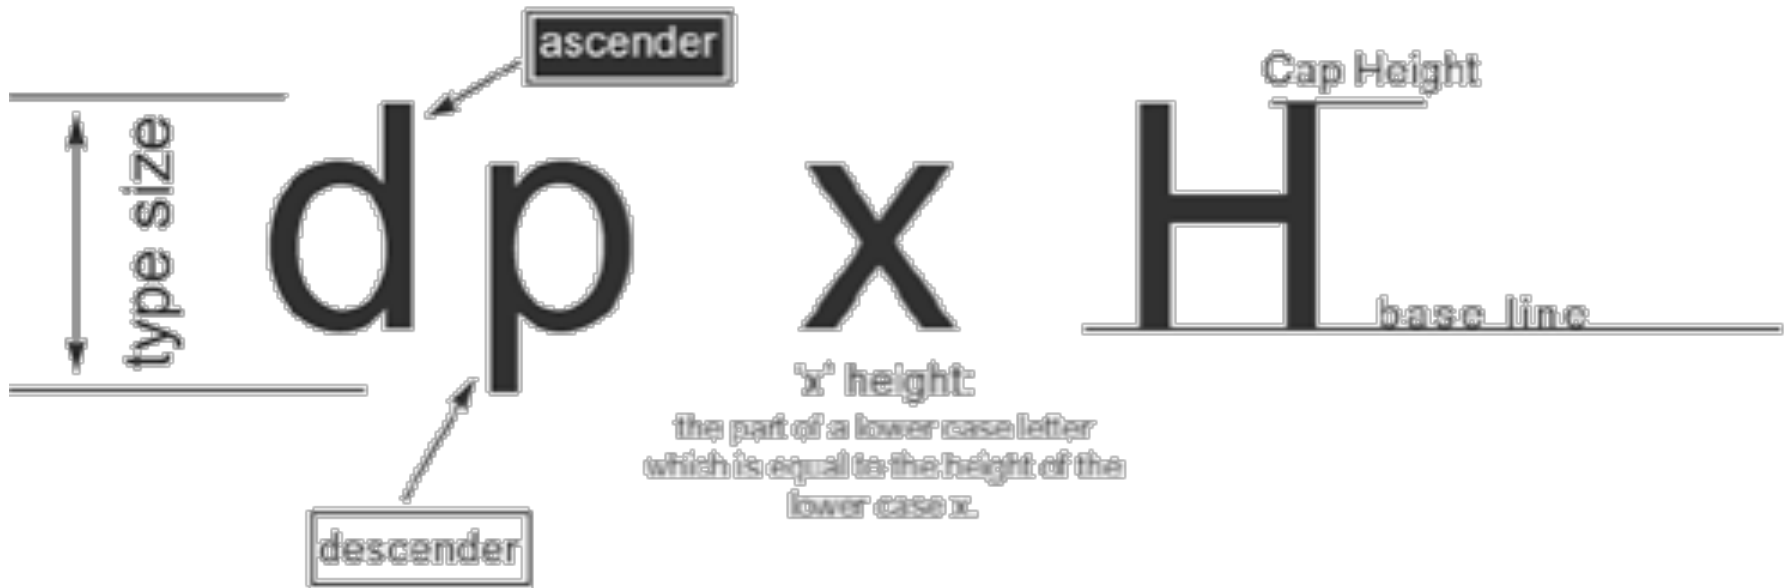 ascender
Cap Height
type size
d p x H
base line
"x" height:
the part of a lower case letter
which is equal to the height of the
lower case x.
descender